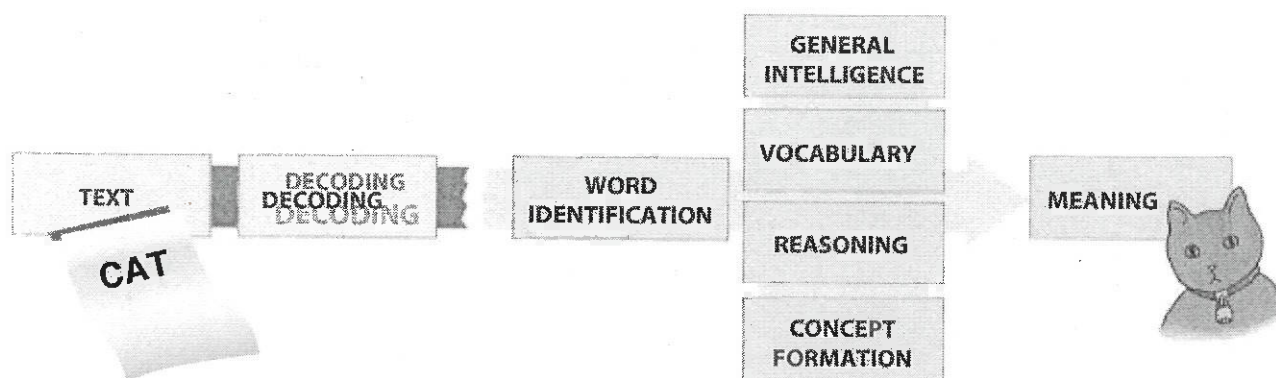 TEXT
CAT
DECODING
DECODING
DECODING
WORD
IDENTIFICATION
GENERAL
INTELLIGENCE
VOCABULARY
REASONING
CONCEPT
FORMATION
MEANING